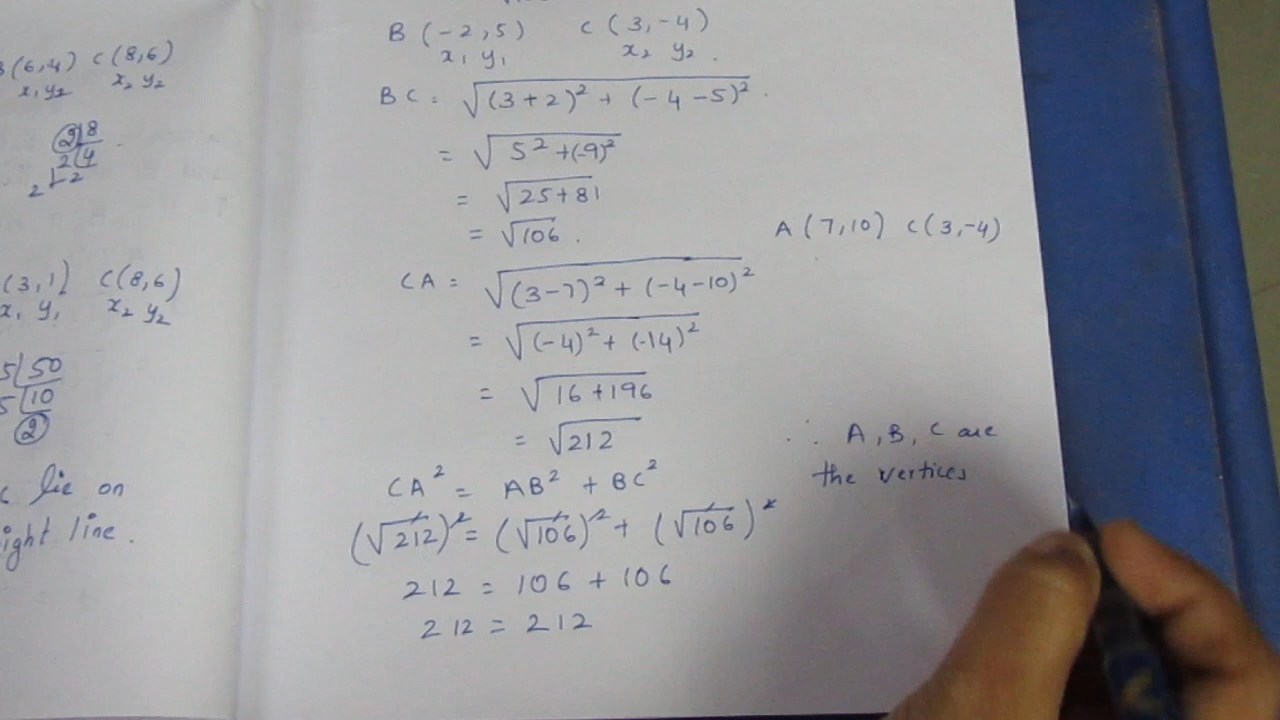 B(6,4) C(8,6)
x₁ y₂ x₂ y₂
2 8
2 4
2 2
(3,1) C(8,6)
x₁ y₁ x₂ y₂
5 50
5 10
2
c lie on
ight line.
B (-2,5) C (3,-4)
x₁ y₁ x₂ y₂.
BC = √(3+2)² + (-4-5)².
= √5² + (-9)²
= √25+81
= √106.
A (7,10) C (3,-4)
CA = √(3-7)² + (-4-10)²
= √(-4)² + (-14)²
= √16+196
= √212
CA² = AB² + BC²
(√212)² = (√106)² + (√106)²
212 = 106 + 106
212 = 212
∴ A, B, C are
the vertices